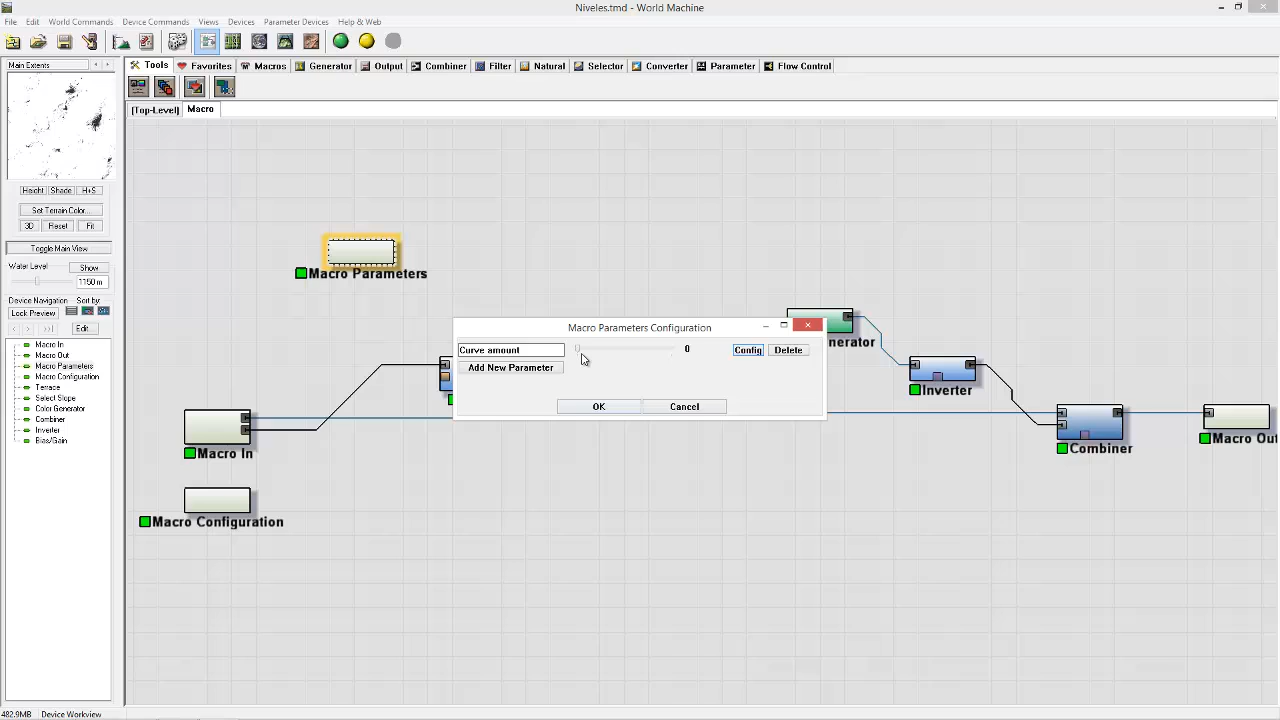 Niveles.tmd - World Machine
File Edit World Commands Device Commands Views Devices Parameter Devices Help & Web
Main Extents
Tools Favorites Macros Generator Output Combiner Filter Natural Selector Converter Parameter Flow Control
[Top-Level] Macro
Height Shade H+S
Set Terrain Color...
3D Reset Fit
Toggle Main View
Water Level Show
1150 m
Device Navigation Sort by:
Lock Preview
Edit...
Macro In
Macro Out
Macro Parameters
Macro Configuration
Terrace
Select Slope
Color Generator
Combiner
Inverter
Bias/Gain
Macro Parameters
Macro Parameters Configuration
Curve amount 0 Config Delete
Add New Parameter
OK Cancel
nerator
Inverter
Combiner
Macro Out
Macro In
Macro Configuration
482.9MB Device Workview